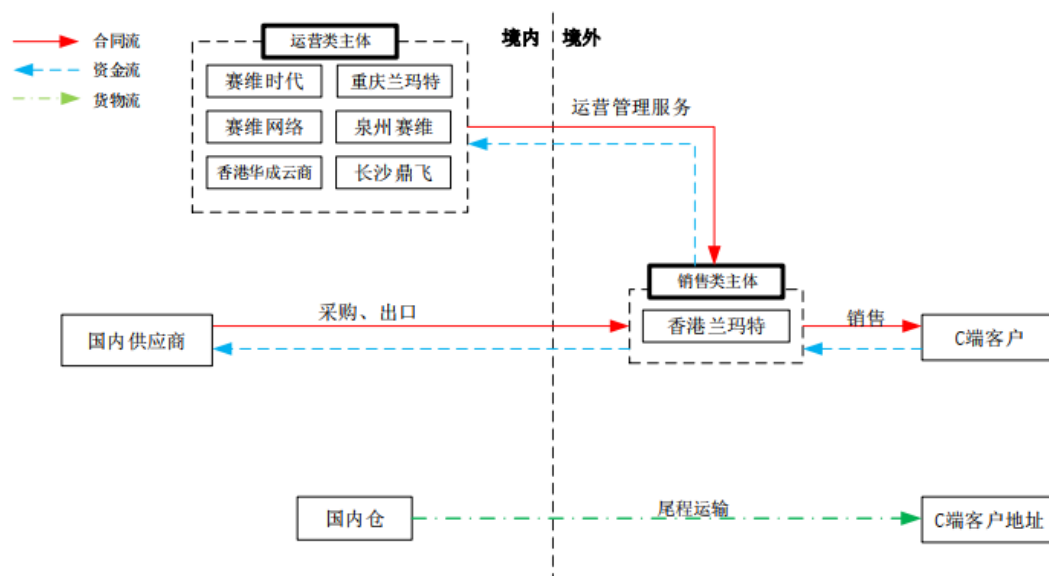 合同流
资金流
货物流
运营类主体
境内
境外
赛维时代
重庆兰玛特
赛维网络
泉州赛维
香港华成云商
长沙鼎飞
运营管理服务
销售类主体
香港兰玛特
国内供应商
采购、出口
销售
C端客户
国内仓
尾程运输
C端客户地址